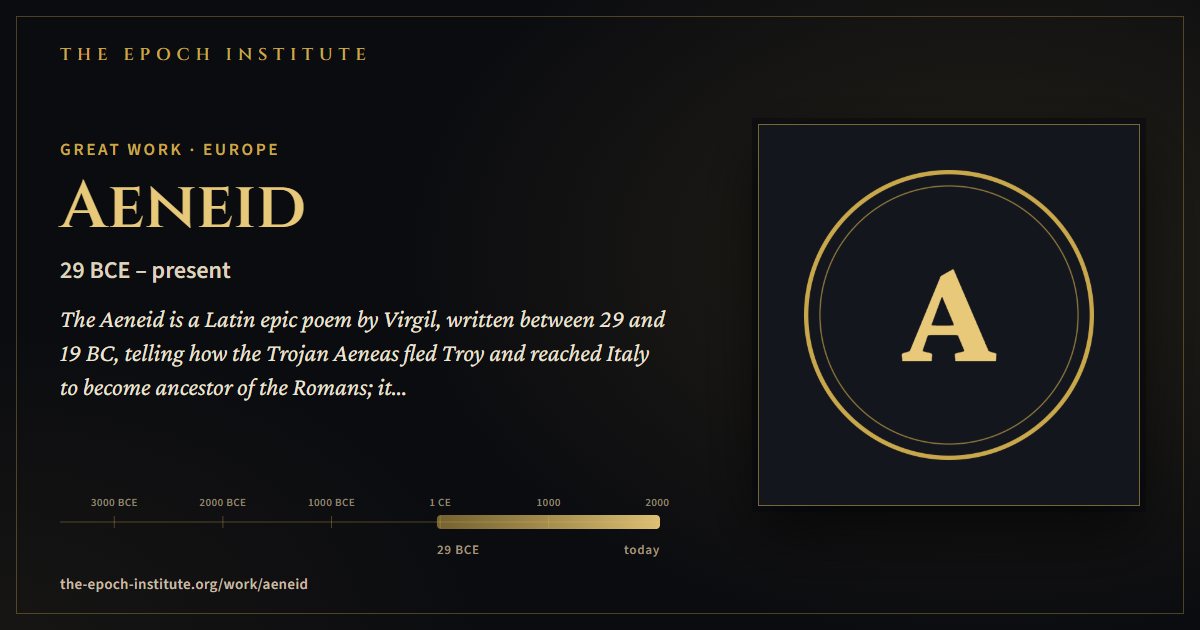 THE EPOCH INSTITUTE
GREAT WORK · EUROPE
AENEID
29 BCE – present
The Aeneid is a Latin epic poem by Virgil, written between 29 and
19 BC, telling how the Trojan Aeneas fled Troy and reached Italy
to become ancestor of the Romans; it...
A
3000 BCE 2000 BCE 1000 BCE 1 CE 1000 2000
29 BCE today
the-epoch-institute.org/work/aeneid